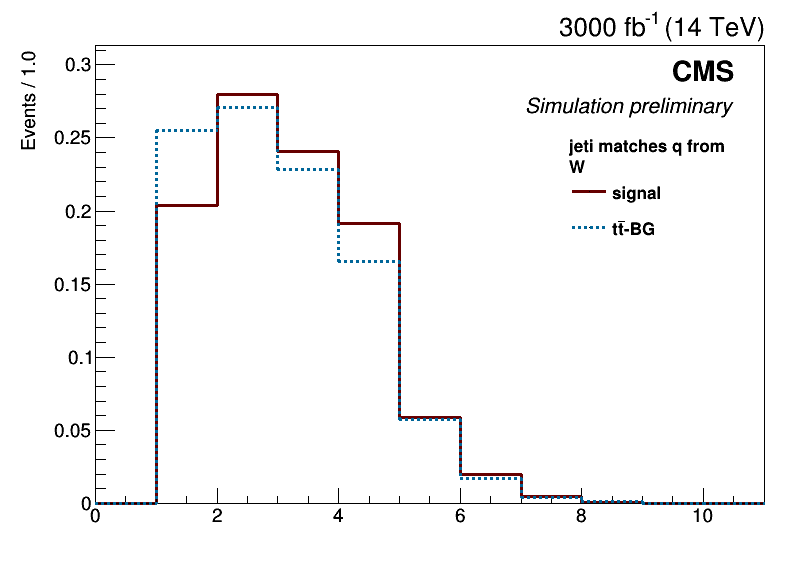 3000 fb⁻¹ (14 TeV)
Events / 1.0
CMS
Simulation preliminary
jeti matches q from
W
signal
tt̄-BG
0.3
0.25
0.2
0.15
0.1
0.05
0
0 2 4 6 8 10